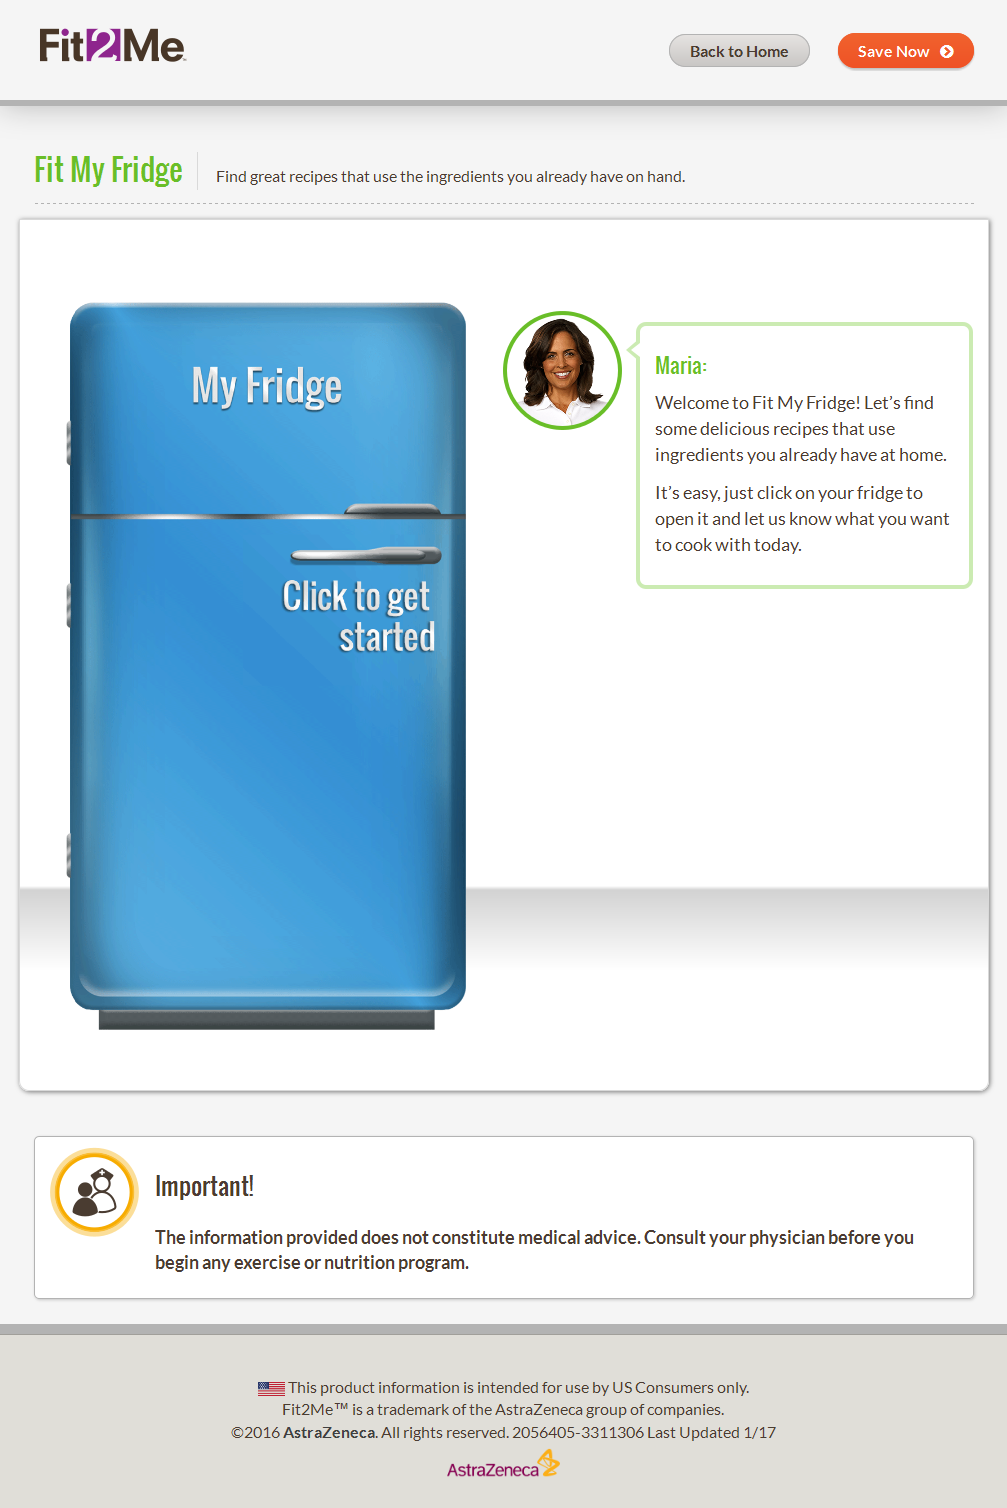 Fit2Me™
Back to Home
Save Now
Fit My Fridge
Find great recipes that use the ingredients you already have on hand.
My Fridge
Click to get
started
Maria:
Welcome to Fit My Fridge! Let’s find
some delicious recipes that use
ingredients you already have at home.
It’s easy, just click on your fridge to
open it and let us know what you want
to cook with today.
Important!
The information provided does not constitute medical advice. Consult your physician before you
begin any exercise or nutrition program.
This product information is intended for use by US Consumers only.
Fit2Me™ is a trademark of the AstraZeneca group of companies.
©2016 AstraZeneca. All rights reserved. 2056405-3311306 Last Updated 1/17
AstraZeneca